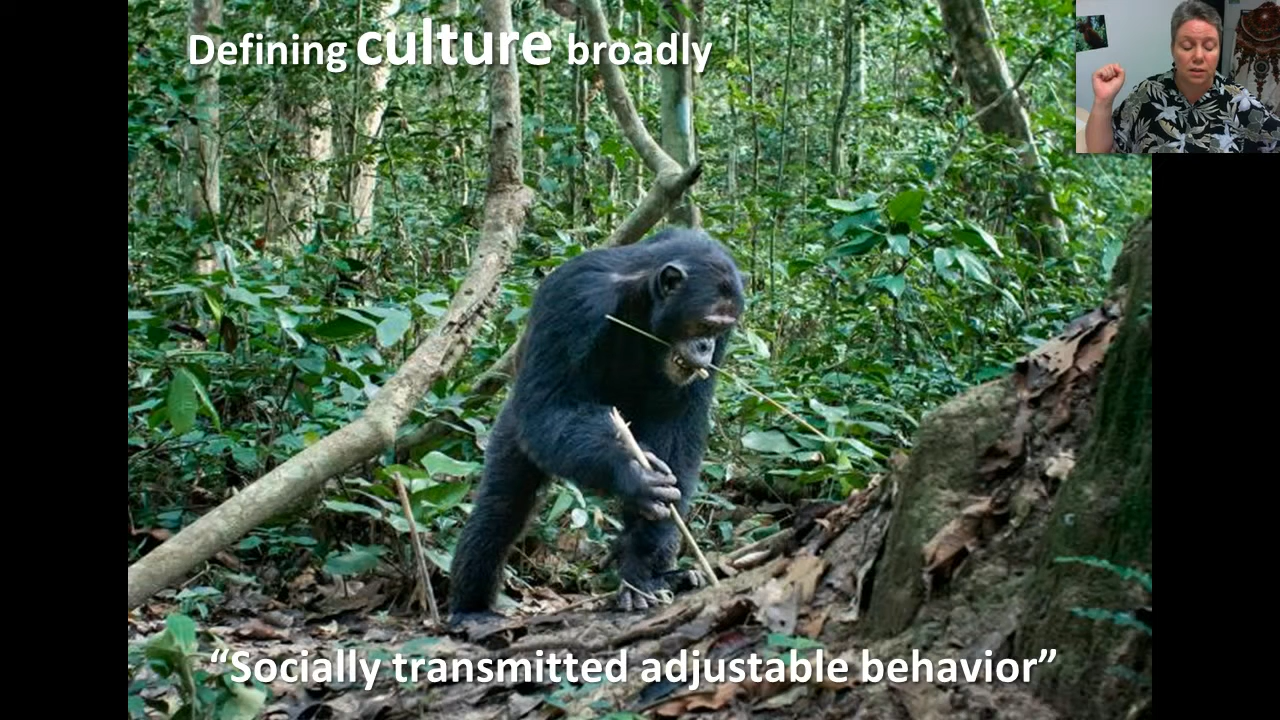 Defining culture broadly
“Socially transmitted adjustable behavior”